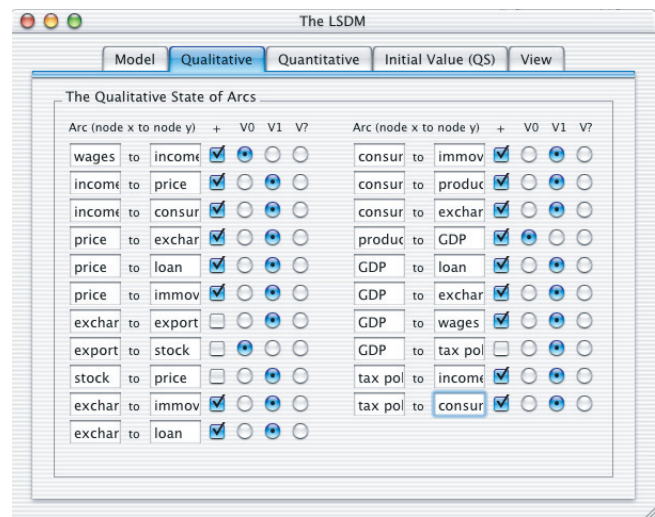 The LSDM
Model Qualitative Quantitative Initial Value (QS) View
The Qualitative State of Arcs
Arc (node x to node y) + V0 V1 V? Arc (node x to node y) + V0 V1 V?
wages to income consur to immov
income to price consur to produc
income to consur consur to exchar
price to exchar produc to GDP
price to loan GDP to loan
price to immov GDP to exchar
exchar to export GDP to wages
export to stock GDP to tax pol
stock to price tax pol to income
exchar to immov tax pol to consur
exchar to loan